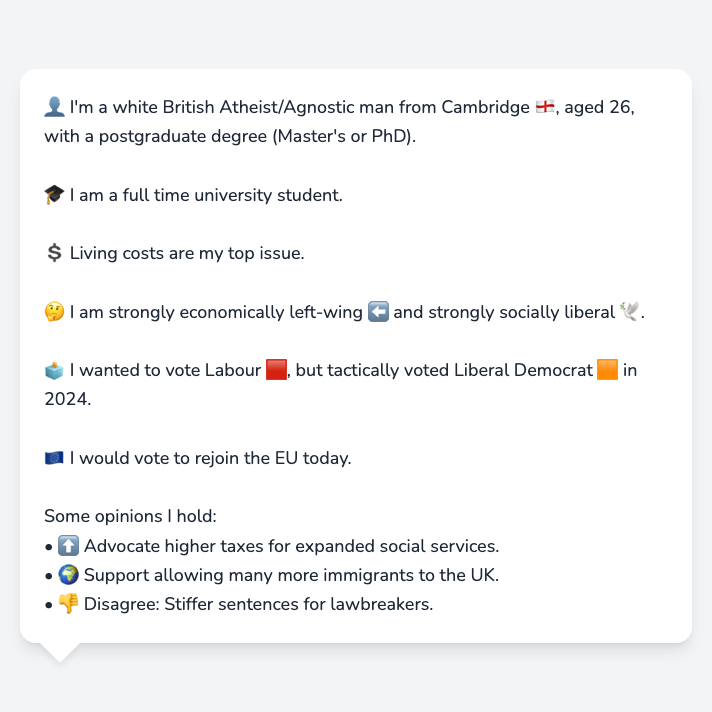 👤 I'm a white British Atheist/Agnostic man from Cambridge 🏴󠁧󠁢󠁥󠁮󠁧󠁿, aged 26,
with a postgraduate degree (Master's or PhD).
🎓 I am a full time university student.
💲 Living costs are my top issue.
🤔 I am strongly economically left-wing ⬅️ and strongly socially liberal 🕊️.
🗳️ I wanted to vote Labour 🟥, but tactically voted Liberal Democrat 🟧 in
2024.
🇪🇺 I would vote to rejoin the EU today.
Some opinions I hold:
• ⬆️ Advocate higher taxes for expanded social services.
• 🌍 Support allowing many more immigrants to the UK.
• 👎 Disagree: Stiffer sentences for lawbreakers.